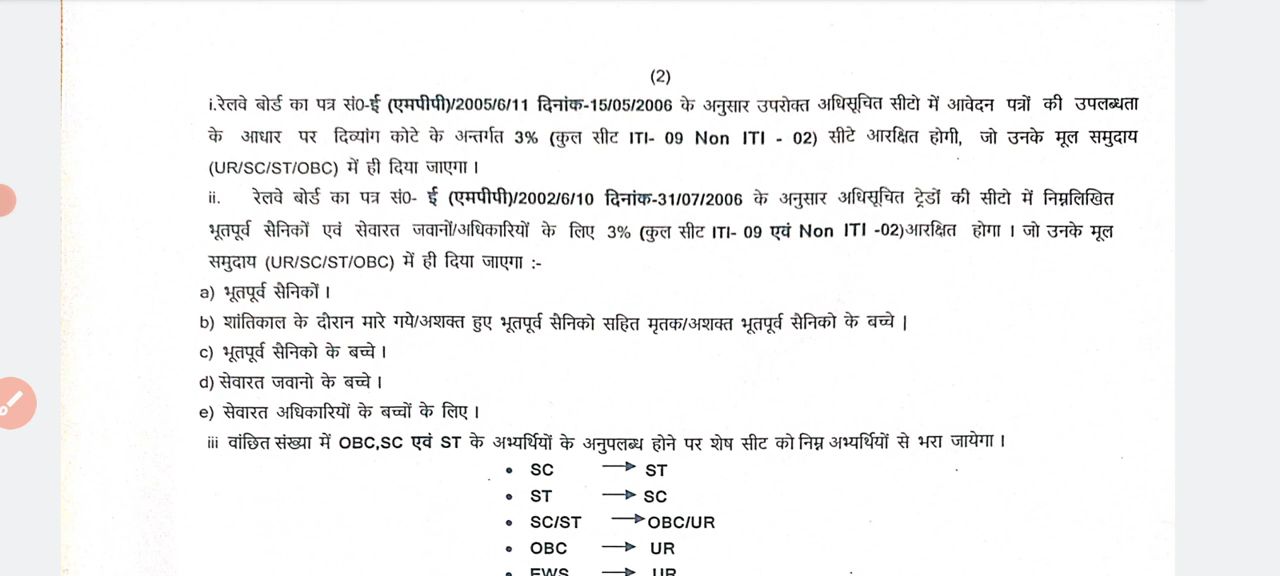 (2)
i.रेलवे बोर्ड का पत्र सं0-ई (एमपीपी)/2005/6/11 दिनांक-15/05/2006 के अनुसार उपरोक्त अधिसूचित सीटो में आवेदन पत्रों की उपलब्धता
के आधार पर दिव्यांग कोटे के अन्तर्गत 3% (कुल सीट ITI- 09 Non ITI - 02) सीटे आरक्षित होगी, जो उनके मूल समुदाय
(UR/SC/ST/OBC) में ही दिया जाएगा।
ii. रेलवे बोर्ड का पत्र सं0- ई (एमपीपी)/2002/6/10 दिनांक-31/07/2006 के अनुसार अधिसूचित ट्रेडों की सीटो में निम्नलिखित
भूतपूर्व सैनिकों एवं सेवारत जवानों/अधिकारियों के लिए 3% (कुल सीट ITI- 09 एवं Non ITI -02)आरक्षित होगा। जो उनके मूल
समुदाय (UR/SC/ST/OBC) में ही दिया जाएगा :-
a) भूतपूर्व सैनिकों।
b) शांतिकाल के दौरान मारे गये/अशक्त हुए भूतपूर्व सैनिको सहित मृतक/अशक्त भूतपूर्व सैनिको के बच्चे |
c) भूतपूर्व सैनिको के बच्चे।
d) सेवारत जवानो के बच्चे।
e) सेवारत अधिकारियों के बच्चों के लिए।
iii वांछित संख्या में OBC,SC एवं ST के अभ्यर्थियों के अनुपलब्ध होने पर शेष सीट को निम्न अभ्यर्थियों से भरा जायेगा।
• SC → ST
• ST → SC
• SC/ST → OBC/UR
• OBC → UR
• EWS → UR